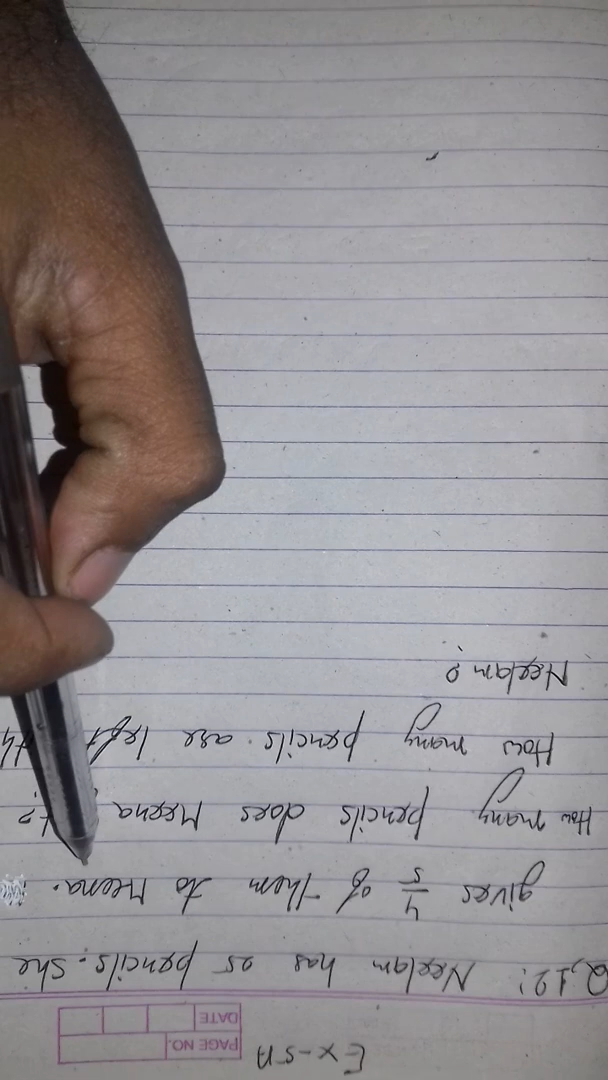 Ex-5A
PAGE NO.
DATE
Q,12: Neelam has 25 pencils. She
gives 4/5 of them to Meena.
How many pencils does Meena
How many pencils are left
Neelam?